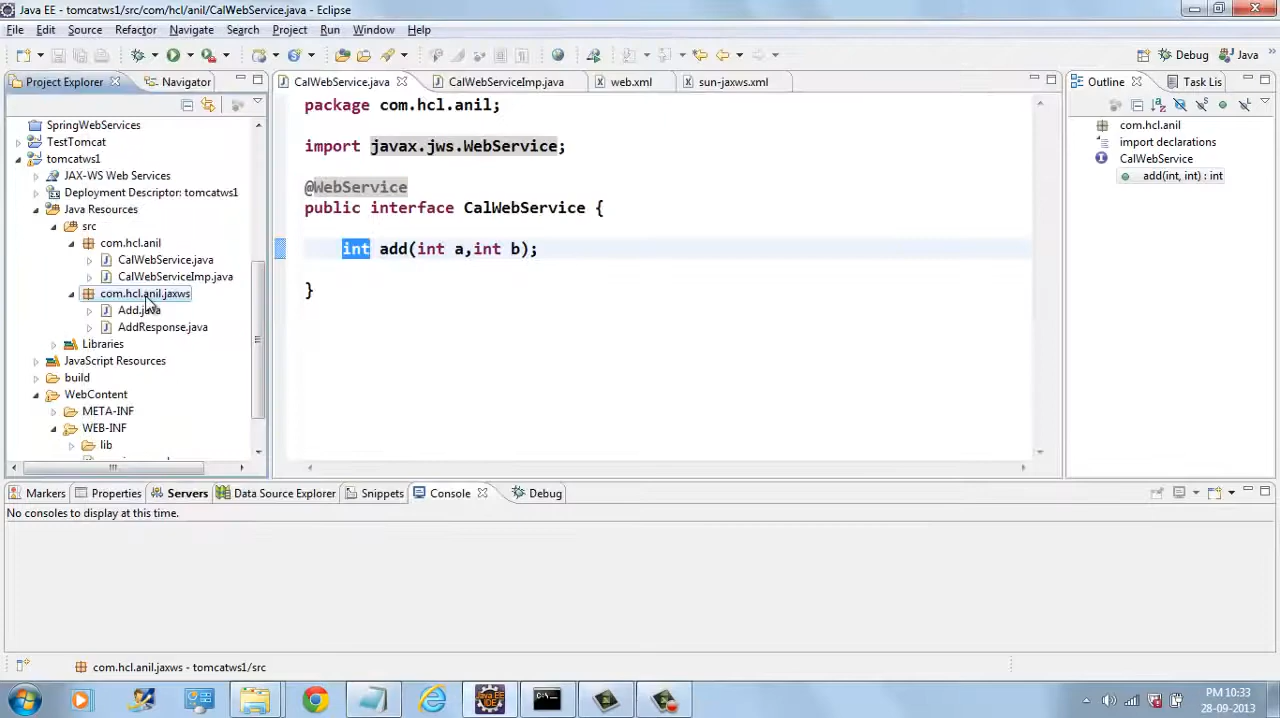 Java EE - tomcatws1/src/com/hcl/anil/CalWebService.java - Eclipse
File Edit Source Refactor Navigate Search Project Run Window Help
Debug Java
Project Explorer Navigator
CalWebService.java CalWebServiceImp.java web.xml sun-jaxws.xml
Outline Task Lis
SpringWebServices
TestTomcat
tomcatws1
JAX-WS Web Services
Deployment Descriptor: tomcatws1
Java Resources
src
com.hcl.anil
CalWebService.java
CalWebServiceImp.java
com.hcl.anil.jaxws
Add.java
AddResponse.java
Libraries
JavaScript Resources
build
WebContent
META-INF
WEB-INF
lib
package com.hcl.anil;
import javax.jws.WebService;
@WebService
public interface CalWebService {
int add(int a,int b);
}
com.hcl.anil
import declarations
CalWebService
add(int, int) : int
Markers Properties Servers Data Source Explorer Snippets Console Debug
No consoles to display at this time.
com.hcl.anil.jaxws - tomcatws1/src
Java EE
IDE
PM 10:33
28-09-2013